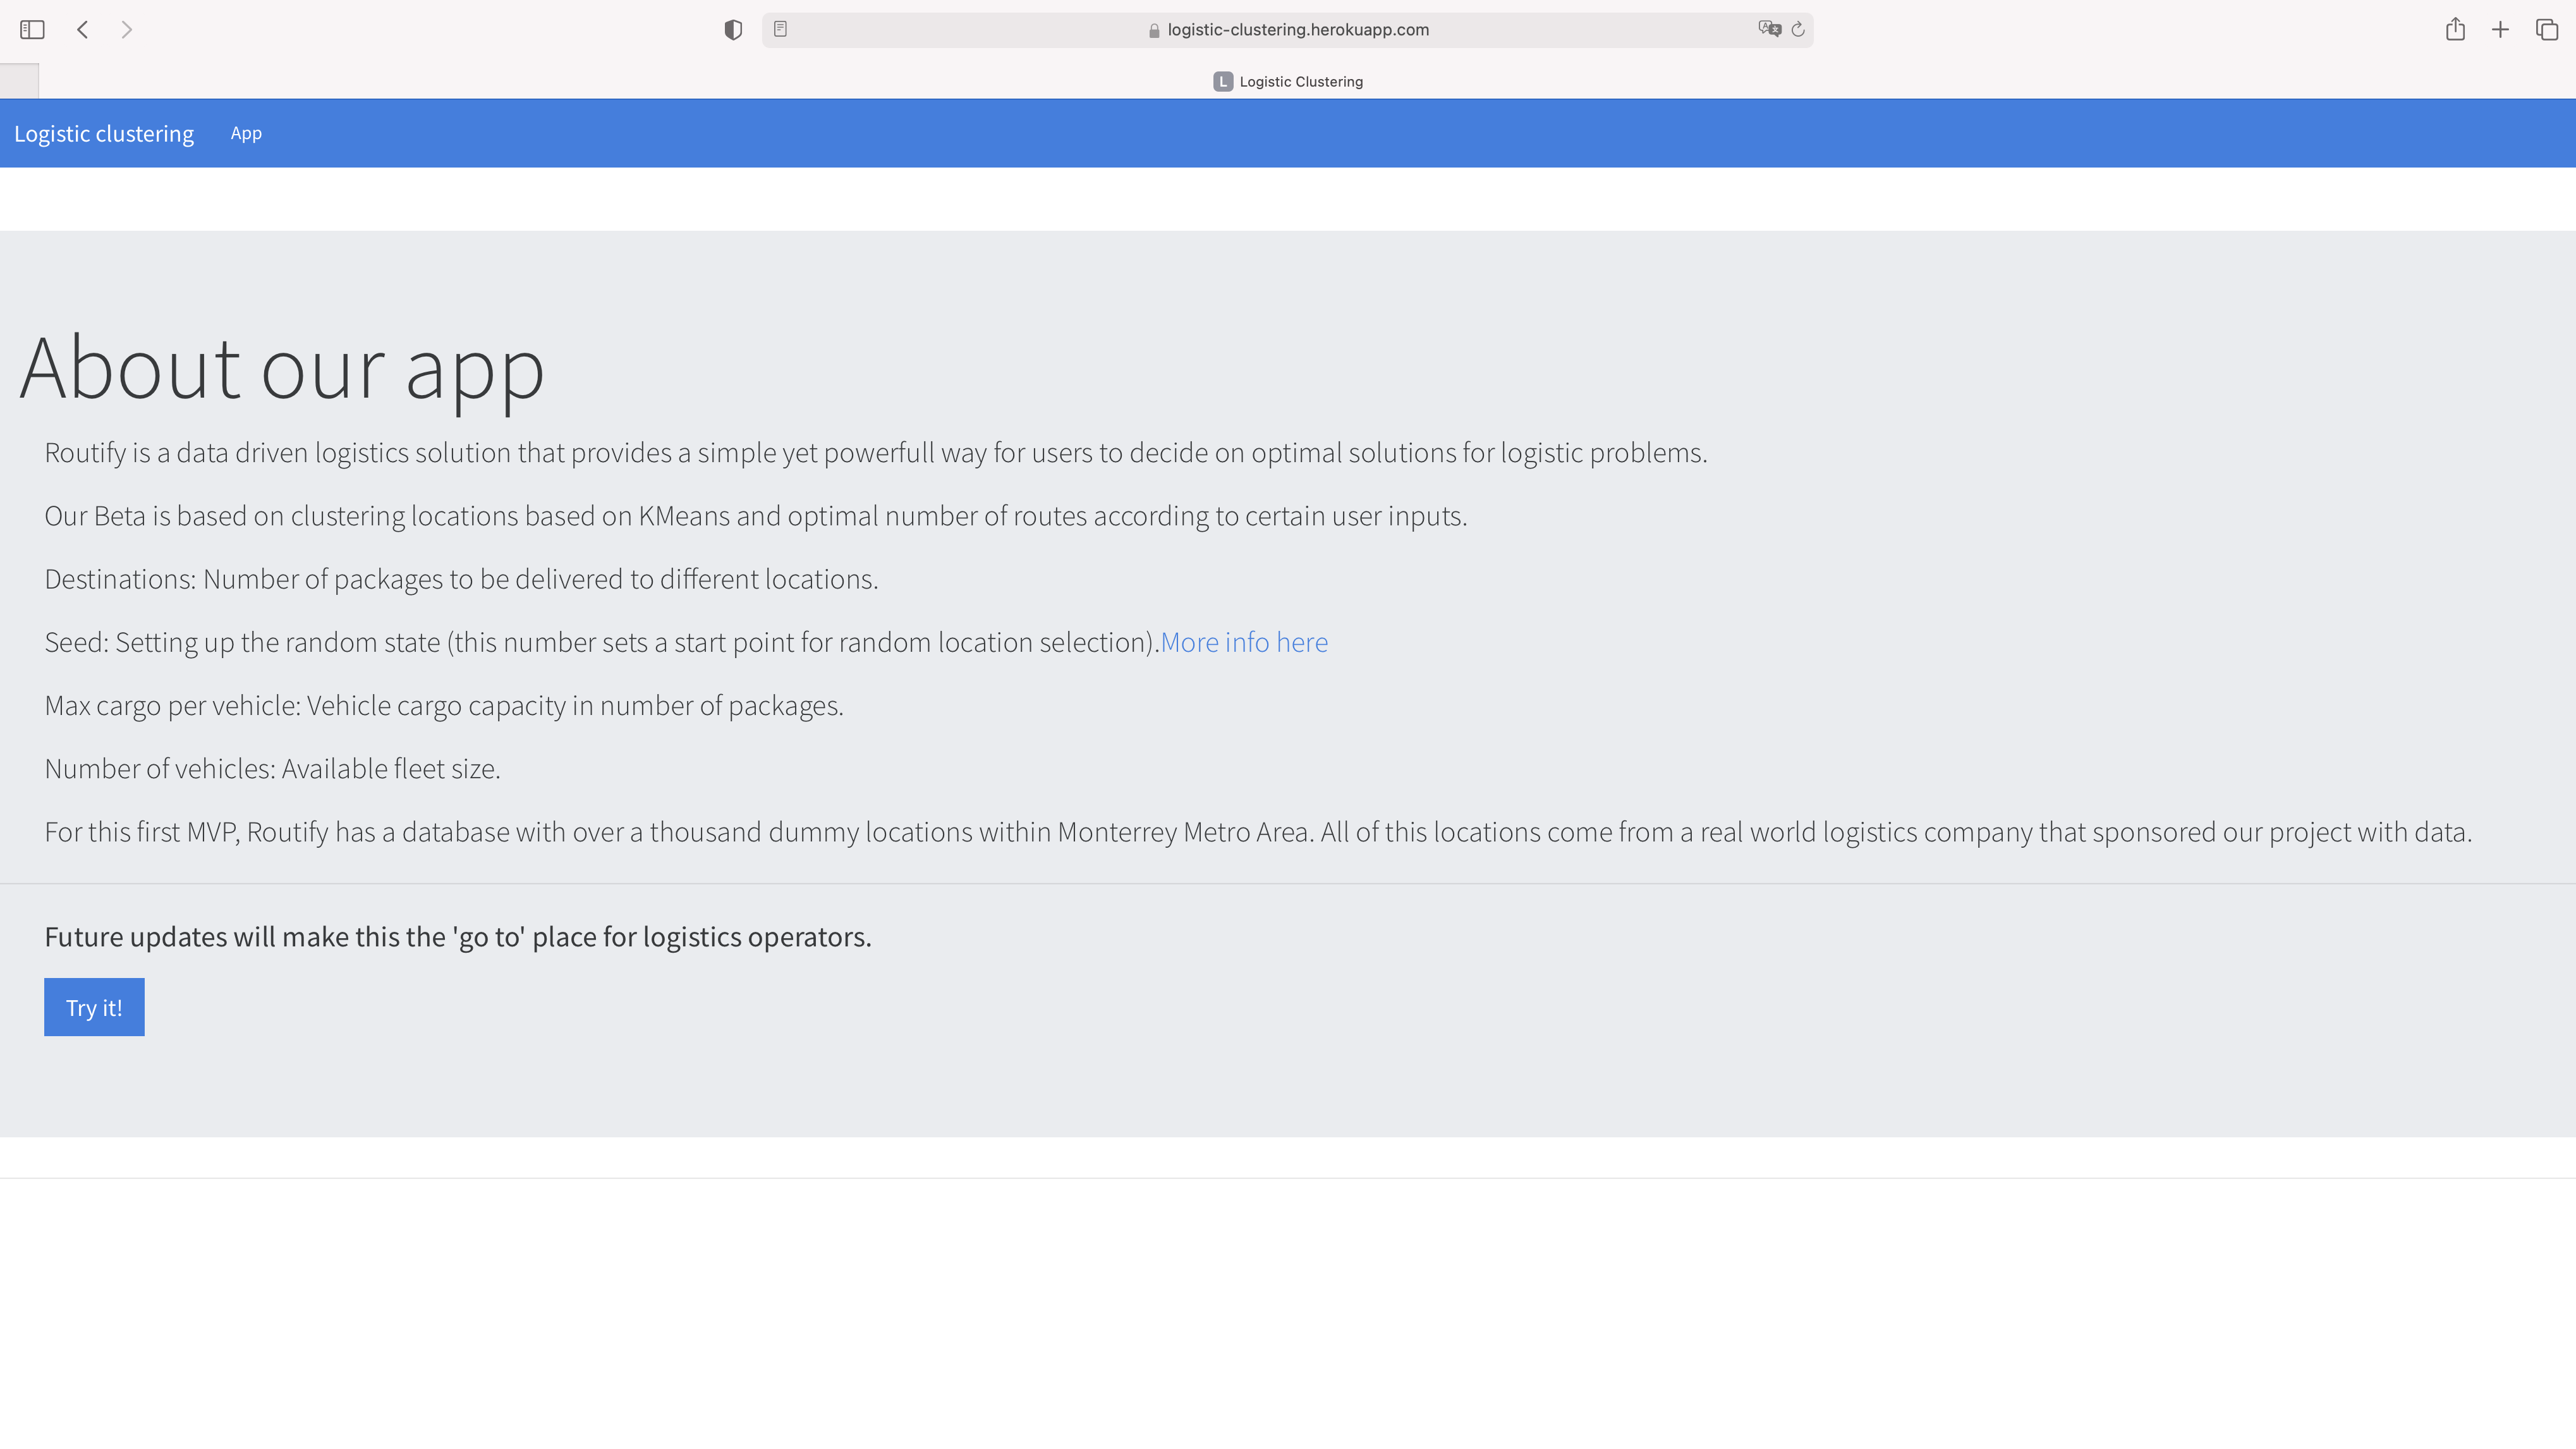 logistic-clustering.herokuapp.com
L Logistic Clustering
Logistic clustering App
About our app
Routify is a data driven logistics solution that provides a simple yet powerfull way for users to decide on optimal solutions for logistic problems.
Our Beta is based on clustering locations based on KMeans and optimal number of routes according to certain user inputs.
Destinations: Number of packages to be delivered to different locations.
Seed: Setting up the random state (this number sets a start point for random location selection).More info here
Max cargo per vehicle: Vehicle cargo capacity in number of packages.
Number of vehicles: Available fleet size.
For this first MVP, Routify has a database with over a thousand dummy locations within Monterrey Metro Area. All of this locations come from a real world logistics company that sponsored our project with data.
Future updates will make this the 'go to' place for logistics operators.
Try it!